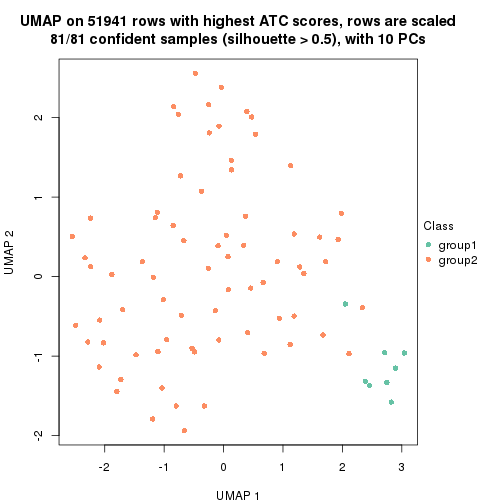 UMAP on 51941 rows with highest ATC scores, rows are scaled
81/81 confident samples (silhouette > 0.5), with 10 PCs
UMAP 2
2
1
0
-1
-2
-2
-1
0
1
2
3
UMAP 1
Class
group1
group2